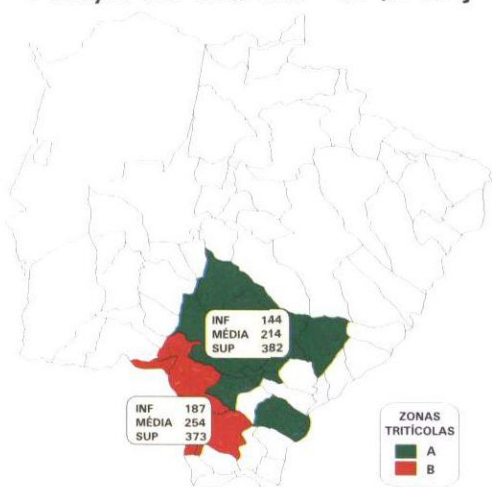 INF 144
MÉDIA 214
SUP 382
INF 187
MÉDIA 254
SUP 373
ZONAS
TRITÍCOLAS
A
B